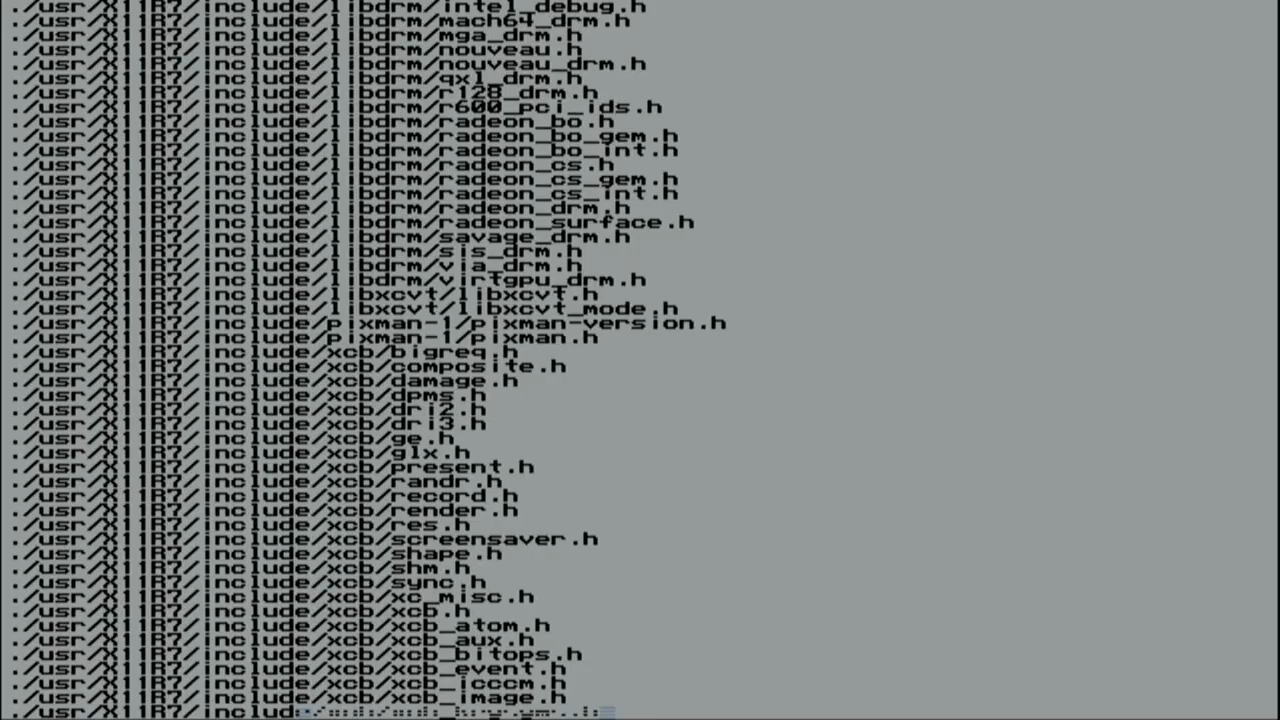 ./usr/X11R7/include/libdrm/intel_debug.h
./usr/X11R7/include/libdrm/mach64_drm.h
./usr/X11R7/include/libdrm/mga_drm.h
./usr/X11R7/include/libdrm/nouveau.h
./usr/X11R7/include/libdrm/nouveau_drm.h
./usr/X11R7/include/libdrm/qxl_drm.h
./usr/X11R7/include/libdrm/r128_drm.h
./usr/X11R7/include/libdrm/r600_pci_ids.h
./usr/X11R7/include/libdrm/radeon_bo.h
./usr/X11R7/include/libdrm/radeon_bo_gem.h
./usr/X11R7/include/libdrm/radeon_bo_int.h
./usr/X11R7/include/libdrm/radeon_cs.h
./usr/X11R7/include/libdrm/radeon_cs_gem.h
./usr/X11R7/include/libdrm/radeon_cs_int.h
./usr/X11R7/include/libdrm/radeon_drm.h
./usr/X11R7/include/libdrm/radeon_surface.h
./usr/X11R7/include/libdrm/savage_drm.h
./usr/X11R7/include/libdrm/sis_drm.h
./usr/X11R7/include/libdrm/via_drm.h
./usr/X11R7/include/libdrm/virtgpu_drm.h
./usr/X11R7/include/libxcvt/libxcvt.h
./usr/X11R7/include/libxcvt/libxcvt_mode.h
./usr/X11R7/include/pixman-1/pixman-version.h
./usr/X11R7/include/pixman-1/pixman.h
./usr/X11R7/include/xcb/bigreq.h
./usr/X11R7/include/xcb/composite.h
./usr/X11R7/include/xcb/damage.h
./usr/X11R7/include/xcb/dpms.h
./usr/X11R7/include/xcb/dri2.h
./usr/X11R7/include/xcb/dri3.h
./usr/X11R7/include/xcb/ge.h
./usr/X11R7/include/xcb/glx.h
./usr/X11R7/include/xcb/present.h
./usr/X11R7/include/xcb/randr.h
./usr/X11R7/include/xcb/record.h
./usr/X11R7/include/xcb/render.h
./usr/X11R7/include/xcb/res.h
./usr/X11R7/include/xcb/screensaver.h
./usr/X11R7/include/xcb/shape.h
./usr/X11R7/include/xcb/shm.h
./usr/X11R7/include/xcb/sync.h
./usr/X11R7/include/xcb/xc_misc.h
./usr/X11R7/include/xcb/xcb.h
./usr/X11R7/include/xcb/xcb_atom.h
./usr/X11R7/include/xcb/xcb_aux.h
./usr/X11R7/include/xcb/xcb_bitops.h
./usr/X11R7/include/xcb/xcb_event.h
./usr/X11R7/include/xcb/xcb_icccm.h
./usr/X11R7/include/xcb/xcb_image.h
./usr/X11R7/include